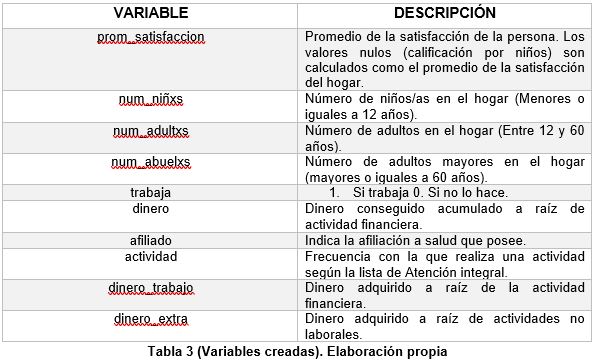 VARIABLE DESCRIPCIÓN
prom_satisfaccion Promedio de la satisfacción de la persona. Los
valores nulos (calificación por niños) son
calculados como el promedio de la satisfacción
del hogar.
num_niñxs Número de niños/as en el hogar (Menores o
iguales a 12 años).
num_adultxs Número de adultos en el hogar (Entre 12 y 60
años).
num_abuelxs Número de adultos mayores en el hogar
(mayores o iguales a 60 años).
trabaja 1. Si trabaja 0. Si no lo hace.
dinero Dinero conseguido acumulado a raíz de
actividad financiera.
afiliado Indica la afiliación a salud que posee.
actividad Frecuencia con la que realiza una actividad
según la lista de Atención integral.
dinero_trabajo Dinero adquirido a raíz de la actividad
financiera.
dinero_extra Dinero adquirido a raíz de actividades no
laborales.
Tabla 3 (Variables creadas). Elaboración propia